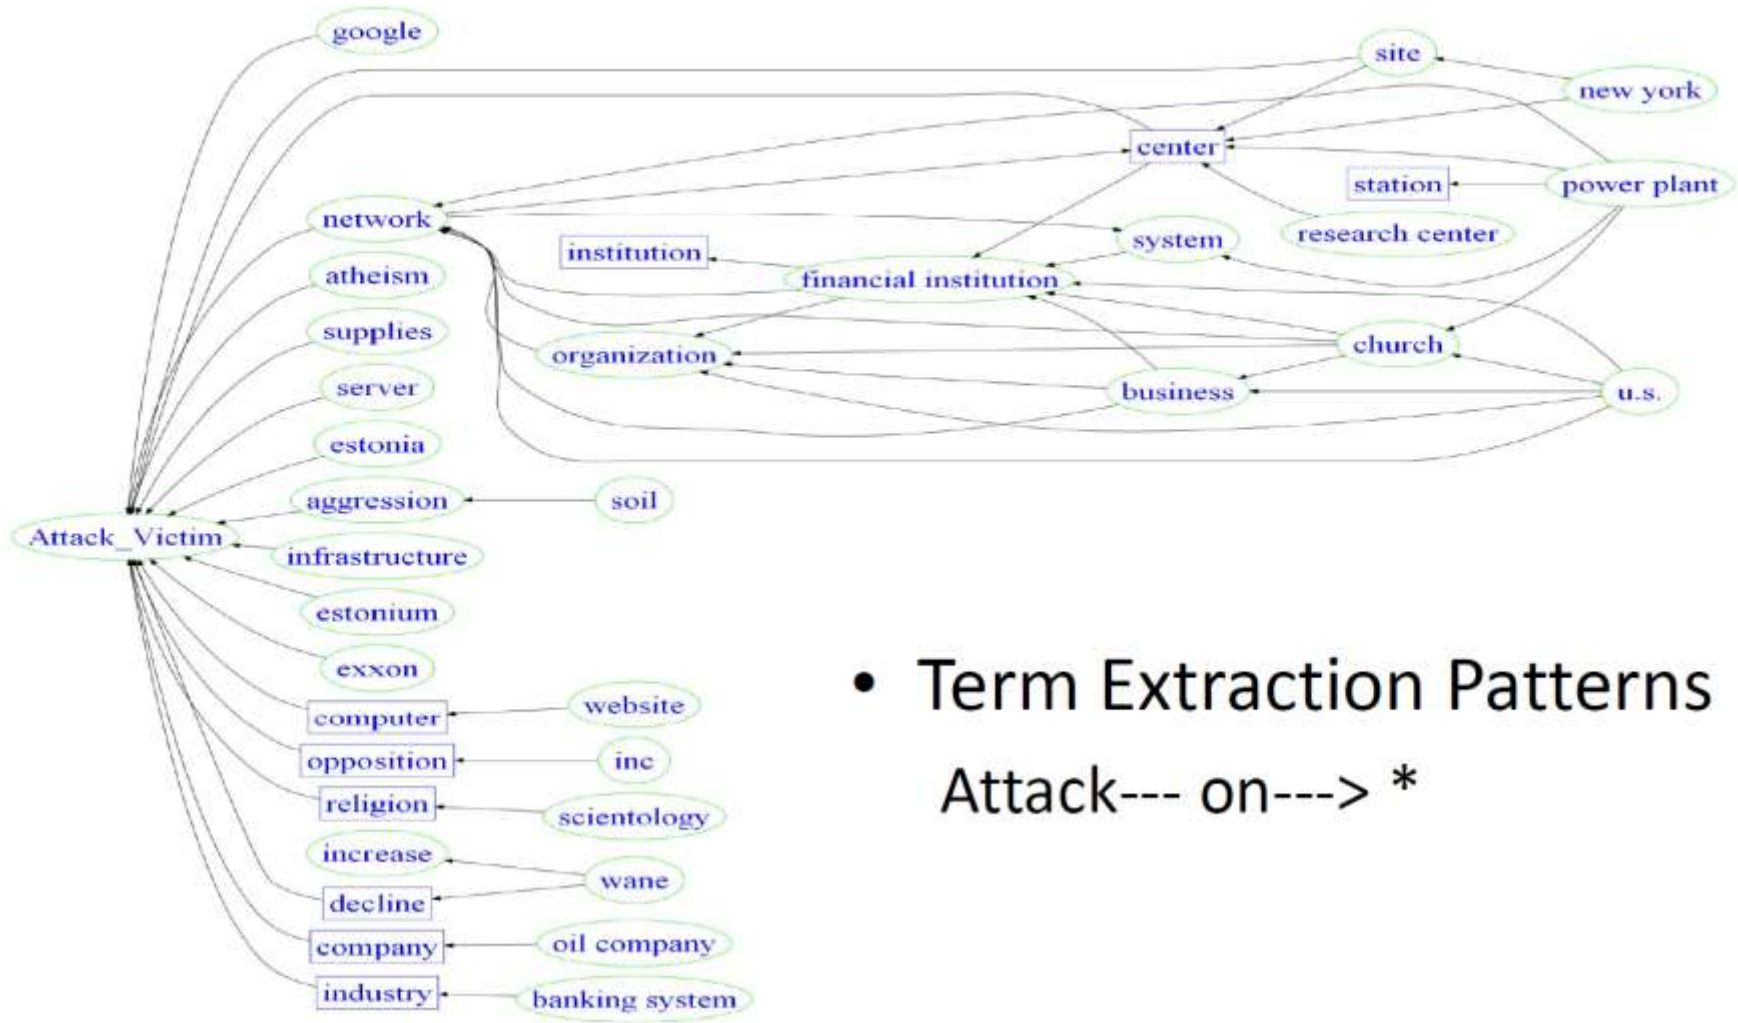 google
site
new york
center
station
power plant
network
research center
system
institution
atheism
financial institution
supplies
church
organization
server
business
u.s.
estonia
aggression
soil
Attack_Victim
infrastructure
estonium
exxon
• Term Extraction Patterns
website
computer
inc
opposition
Attack--- on---> *
religion
scientology
increase
wane
decline
oil company
company
industry
banking system